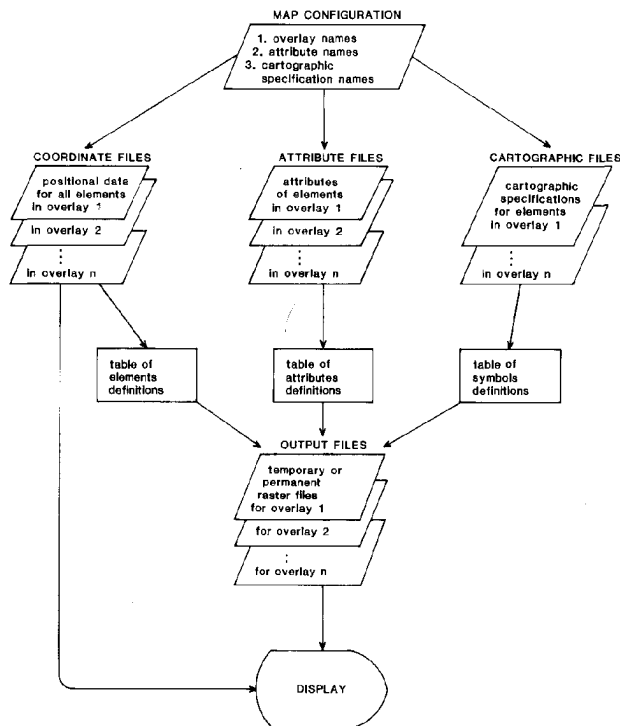 MAP CONFIGURATION
1. overlay names
2. attribute names
3. cartographic
specification names
COORDINATE FILES
positional data
for all elements
in overlay 1
in overlay 2
⋮
in overlay n
ATTRIBUTE FILES
attributes
of elements
in overlay 1
in overlay 2
⋮
in overlay n
CARTOGRAPHIC FILES
cartographic
specifications
for elements
in overlay 1
⋮
in overlay n
table of
elements
definitions
table of
attributes
definitions
table of
symbols
definitions
OUTPUT FILES
temporary or
permanent
raster files
for overlay 1
for overlay 2
⋮
for overlay n
DISPLAY